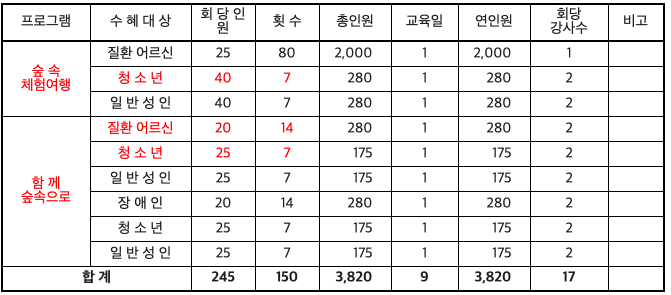 프로그램 수 혜 대 상 회 당 인 원 횟 수 총인원 교육일 연인원 회당 강사수 비고
숲 속 체험여행 질환 어르신 25 80 2,000 1 2,000 1
청 소 년 40 7 280 1 280 2
일 반 성 인 40 7 280 1 280 2
함 께 숲속으로 질환 어르신 20 14 280 1 280 2
청 소 년 25 7 175 1 175 2
일 반 성 인 25 7 175 1 175 2
장 애 인 20 14 280 1 280 2
청 소 년 25 7 175 1 175 2
일 반 성 인 25 7 175 1 175 2
합 계 245 150 3,820 9 3,820 17